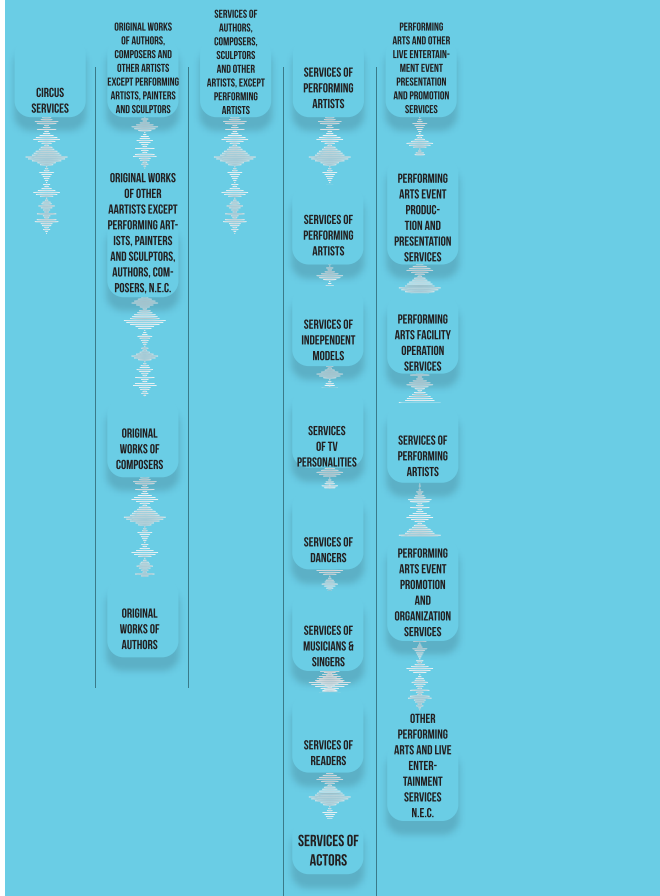 CIRCUS
SERVICES
ORIGINAL WORKS
OF AUTHORS,
COMPOSERS AND
OTHER ARTISTS
EXCEPT PERFORMING
ARTISTS, PAINTERS
AND SCULPTORS
ORIGINAL WORKS
OF OTHER
AARTISTS EXCEPT
PERFORMING ART-
ISTS, PAINTERS
AND SCULPTORS,
AUTHORS, COM-
POSERS, N.E.C.
ORIGINAL
WORKS OF
COMPOSERS
ORIGINAL
WORKS OF
AUTHORS
SERVICES OF
AUTHORS,
COMPOSERS,
SCULPTORS
AND OTHER
ARTISTS, EXCEPT
PERFORMING
ARTISTS
SERVICES OF
PERFORMING
ARTISTS
SERVICES OF
PERFORMING
ARTISTS
SERVICES OF
INDEPENDENT
MODELS
SERVICES
OF TV
PERSONALITIES
SERVICES OF
DANCERS
SERVICES OF
MUSICIANS &
SINGERS
SERVICES OF
READERS
SERVICES OF
ACTORS
PERFORMING
ARTS AND OTHER
LIVE ENTERTAIN-
MENT EVENT
PRESENTATION
AND PROMOTION
SERVICES
PERFORMING
ARTS EVENT
PRODUC-
TION AND
PRESENTATION
SERVICES
PERFORMING
ARTS FACILITY
OPERATION
SERVICES
SERVICES OF
PERFORMING
ARTISTS
PERFORMING
ARTS EVENT
PROMOTION
AND
ORGANIZATION
SERVICES
OTHER
PERFORMING
ARTS AND LIVE
ENTER-
TAINMENT
SERVICES
N.E.C.